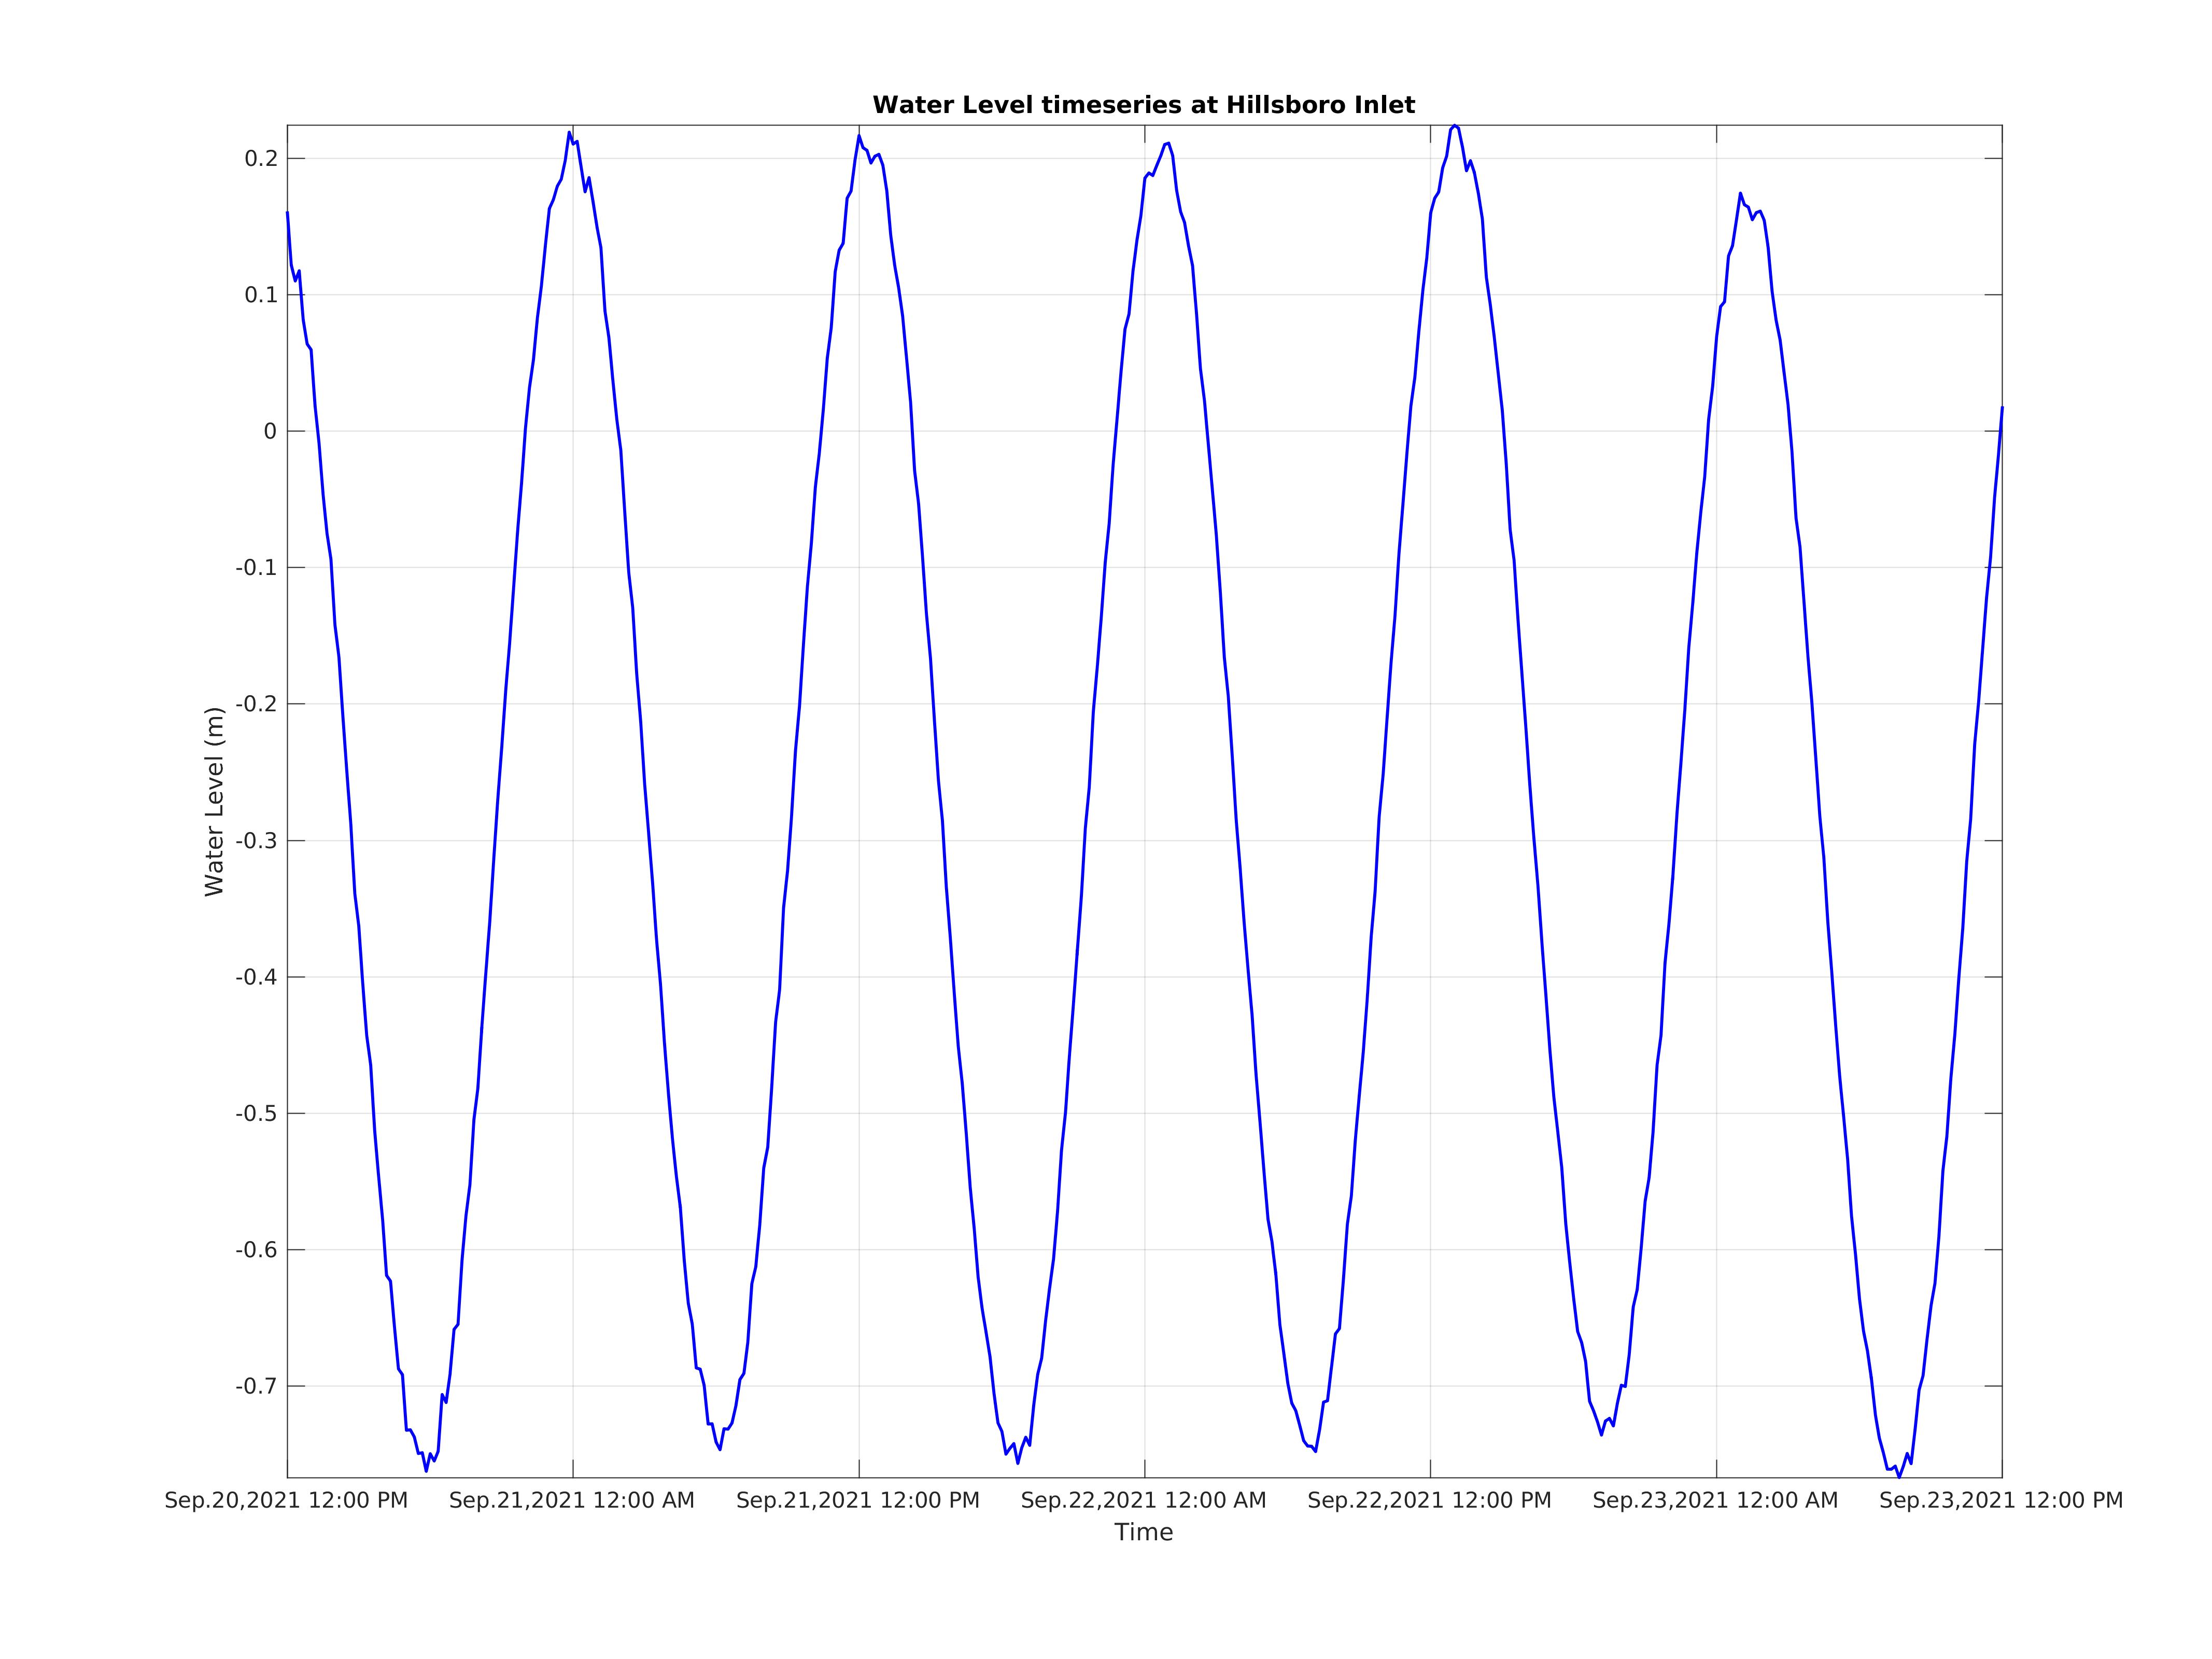 Water Level timeseries at Hillsboro Inlet
0.2
0.1
0
-0.1
-0.2
-0.3
-0.4
-0.5
-0.6
-0.7
Water Level (m)
Sep.20,2021 12:00 PM
Sep.21,2021 12:00 AM
Sep.21,2021 12:00 PM
Sep.22,2021 12:00 AM
Sep.22,2021 12:00 PM
Sep.23,2021 12:00 AM
Sep.23,2021 12:00 PM
Time